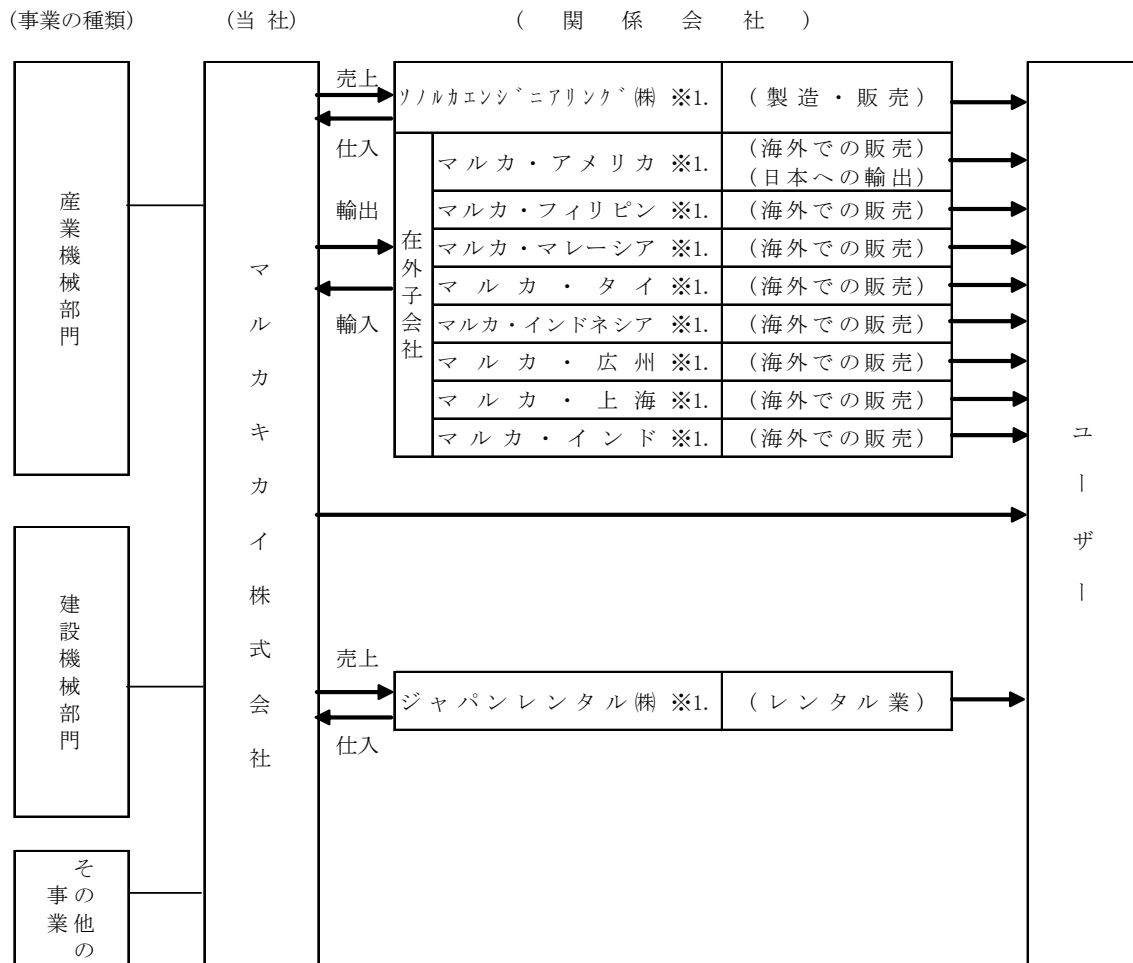 (事業の種類) (当 社) ( 関 係 会 社 )
産業機械部門
マルカキカイ株式会社
売上
仕入
ソノルカエンジニアリング㈱ ※1. (製造・販売)
輸出
輸入
在外子会社
マルカ・アメリカ ※1. (海外での販売)
(日本への輸出)
マルカ・フィリピン ※1. (海外での販売)
マルカ・マレーシア ※1. (海外での販売)
マルカ・タイ ※1. (海外での販売)
マルカ・インドネシア ※1. (海外での販売)
マルカ・広州 ※1. (海外での販売)
マルカ・上海 ※1. (海外での販売)
マルカ・インド ※1. (海外での販売)
ユーザー
建設機械部門
売上
仕入
ジャパンレンタル㈱ ※1. (レンタル業)
その他の
事業